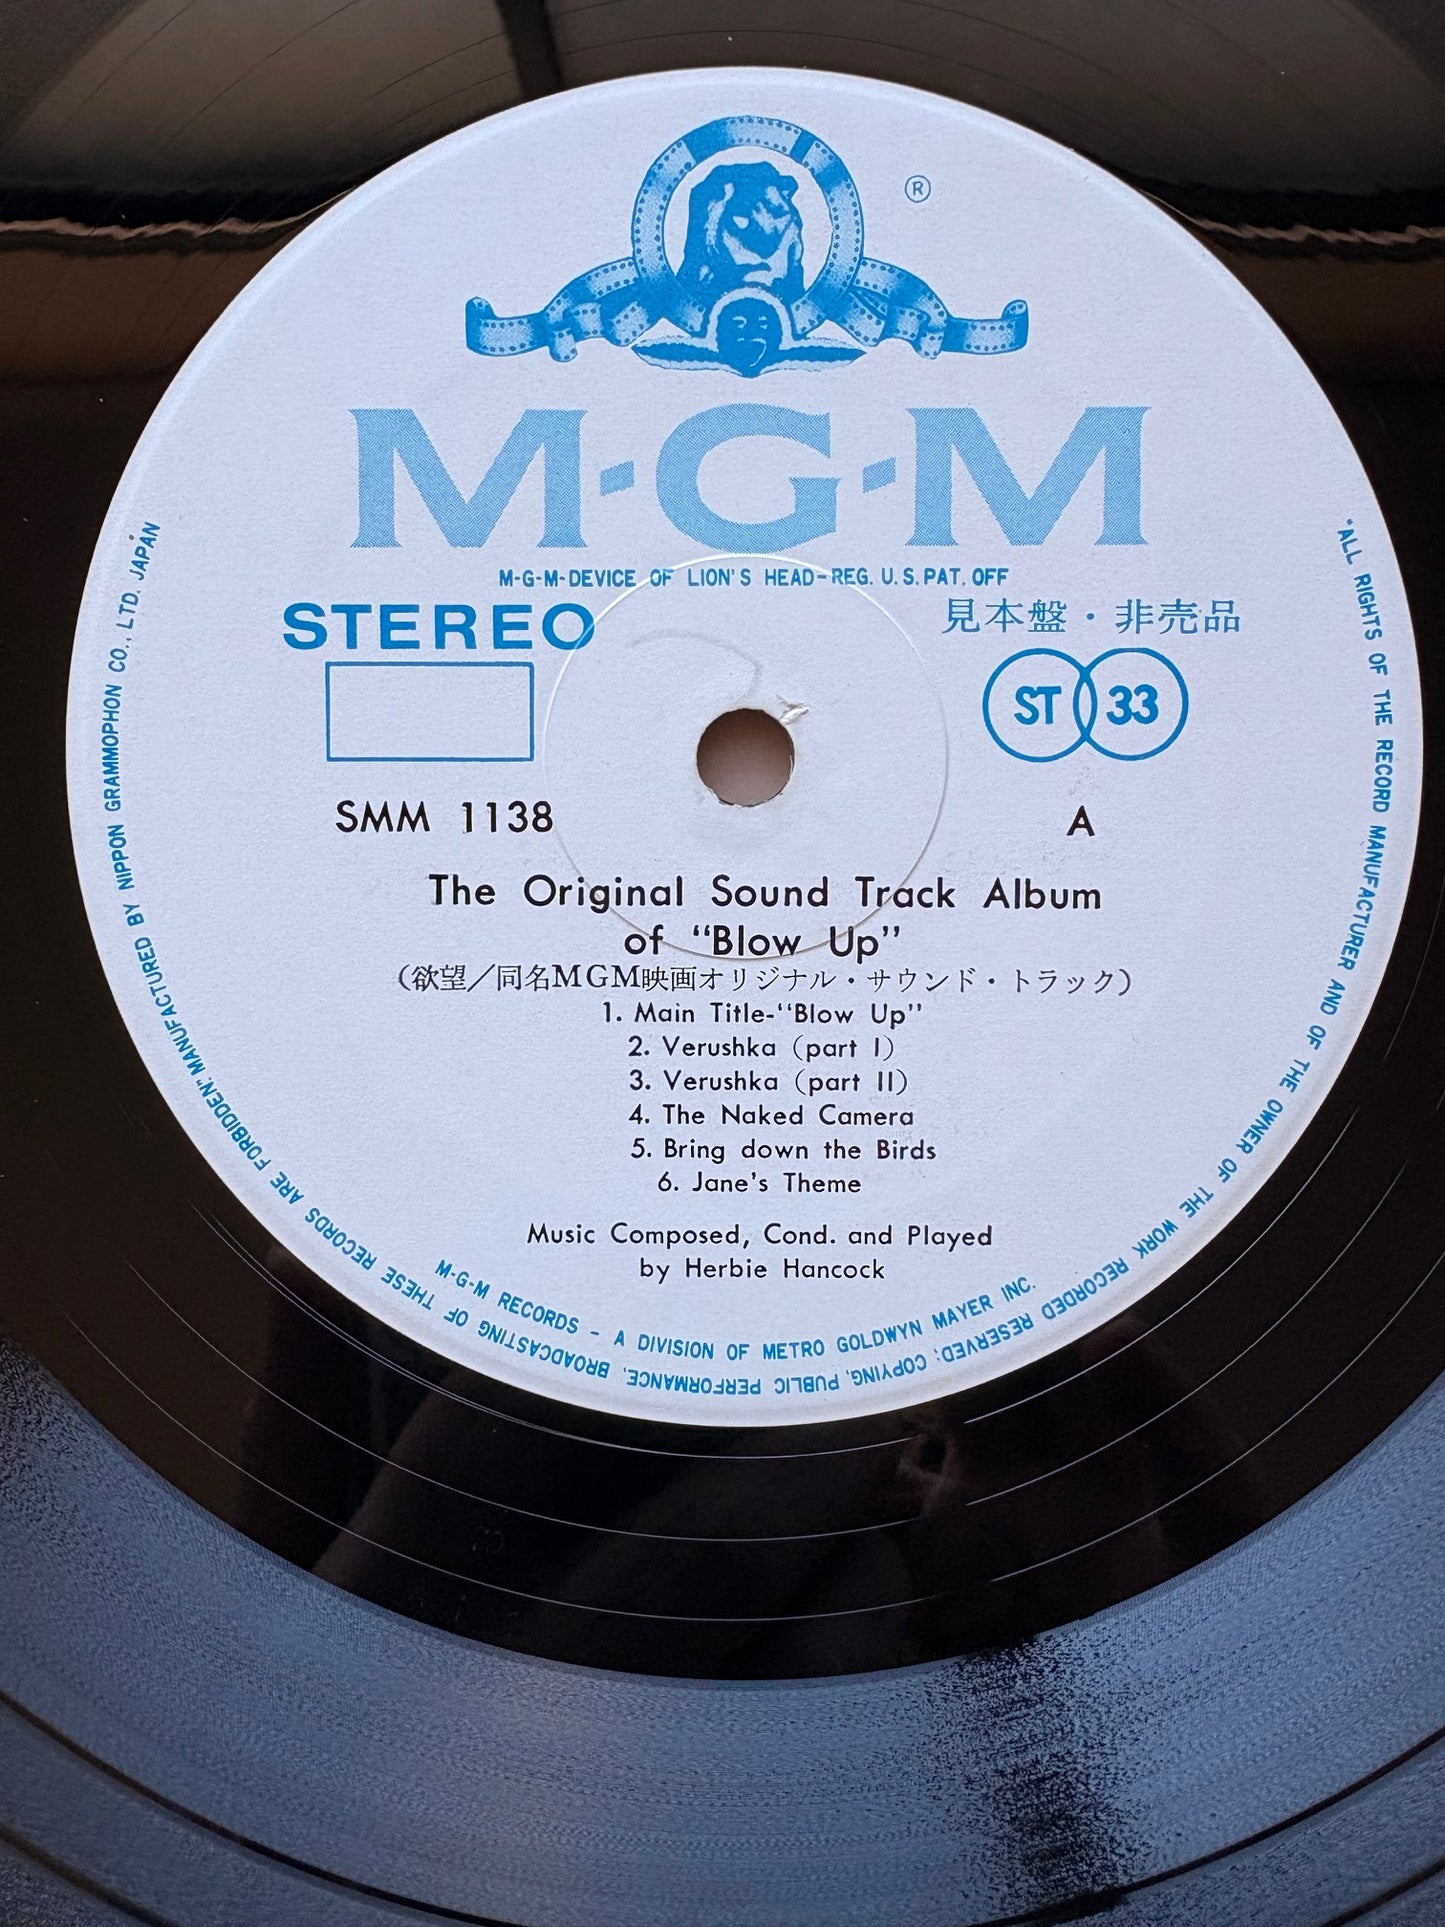 ®
M-G-M
M-G-M-DEVICE OF LION'S HEAD-REG. U.S. PAT. OFF
STEREO
見本盤・非売品
ST 33
SMM 1138
A
The Original Sound Track Album
of "Blow Up"
(欲望/同名MGM映画オリジナル・サウンド・トラック)
1. Main Title-"Blow Up"
2. Verushka (part I)
3. Verushka (part II)
4. The Naked Camera
5. Bring down the Birds
6. Jane's Theme
Music Composed, Cond. and Played
by Herbie Hancock
M-G-M RECORDS - A DIVISION OF METRO GOLDWYN MAYER INC.
"ALL RIGHTS OF THE RECORD MANUFACTURER AND OF THE OWNER OF THE WORK RECORDED RESERVED; COPYING, PUBLIC PERFORMANCE, BROADCASTING OF THESE RECORDS ARE FORBIDDEN." MANUFACTURED BY NIPPON GRAMMOPHON CO., LTD. JAPAN